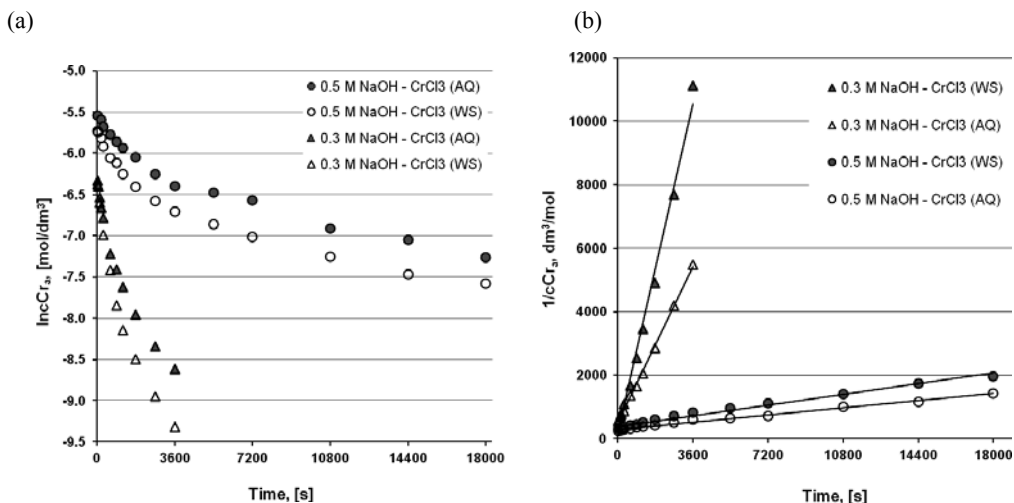 (a)
(b)
-5.0
-5.5
-6.0
-6.5
-7.0
-7.5
-8.0
-8.5
-9.0
-9.5
lncCrₐ, [mol/dm³]
0.5 M NaOH - CrCl3 (AQ)
0.5 M NaOH - CrCl3 (WS)
0.3 M NaOH - CrCl3 (AQ)
0.3 M NaOH - CrCl3 (WS)
0 3600 7200 10800 14400 18000
Time, [s]
12000
10000
8000
6000
4000
2000
0
1/cCrₐ, dm³/mol
0.3 M NaOH - CrCl3 (WS)
0.3 M NaOH - CrCl3 (AQ)
0.5 M NaOH - CrCl3 (WS)
0.5 M NaOH - CrCl3 (AQ)
0 3600 7200 10800 14400 18000
Time, [s]